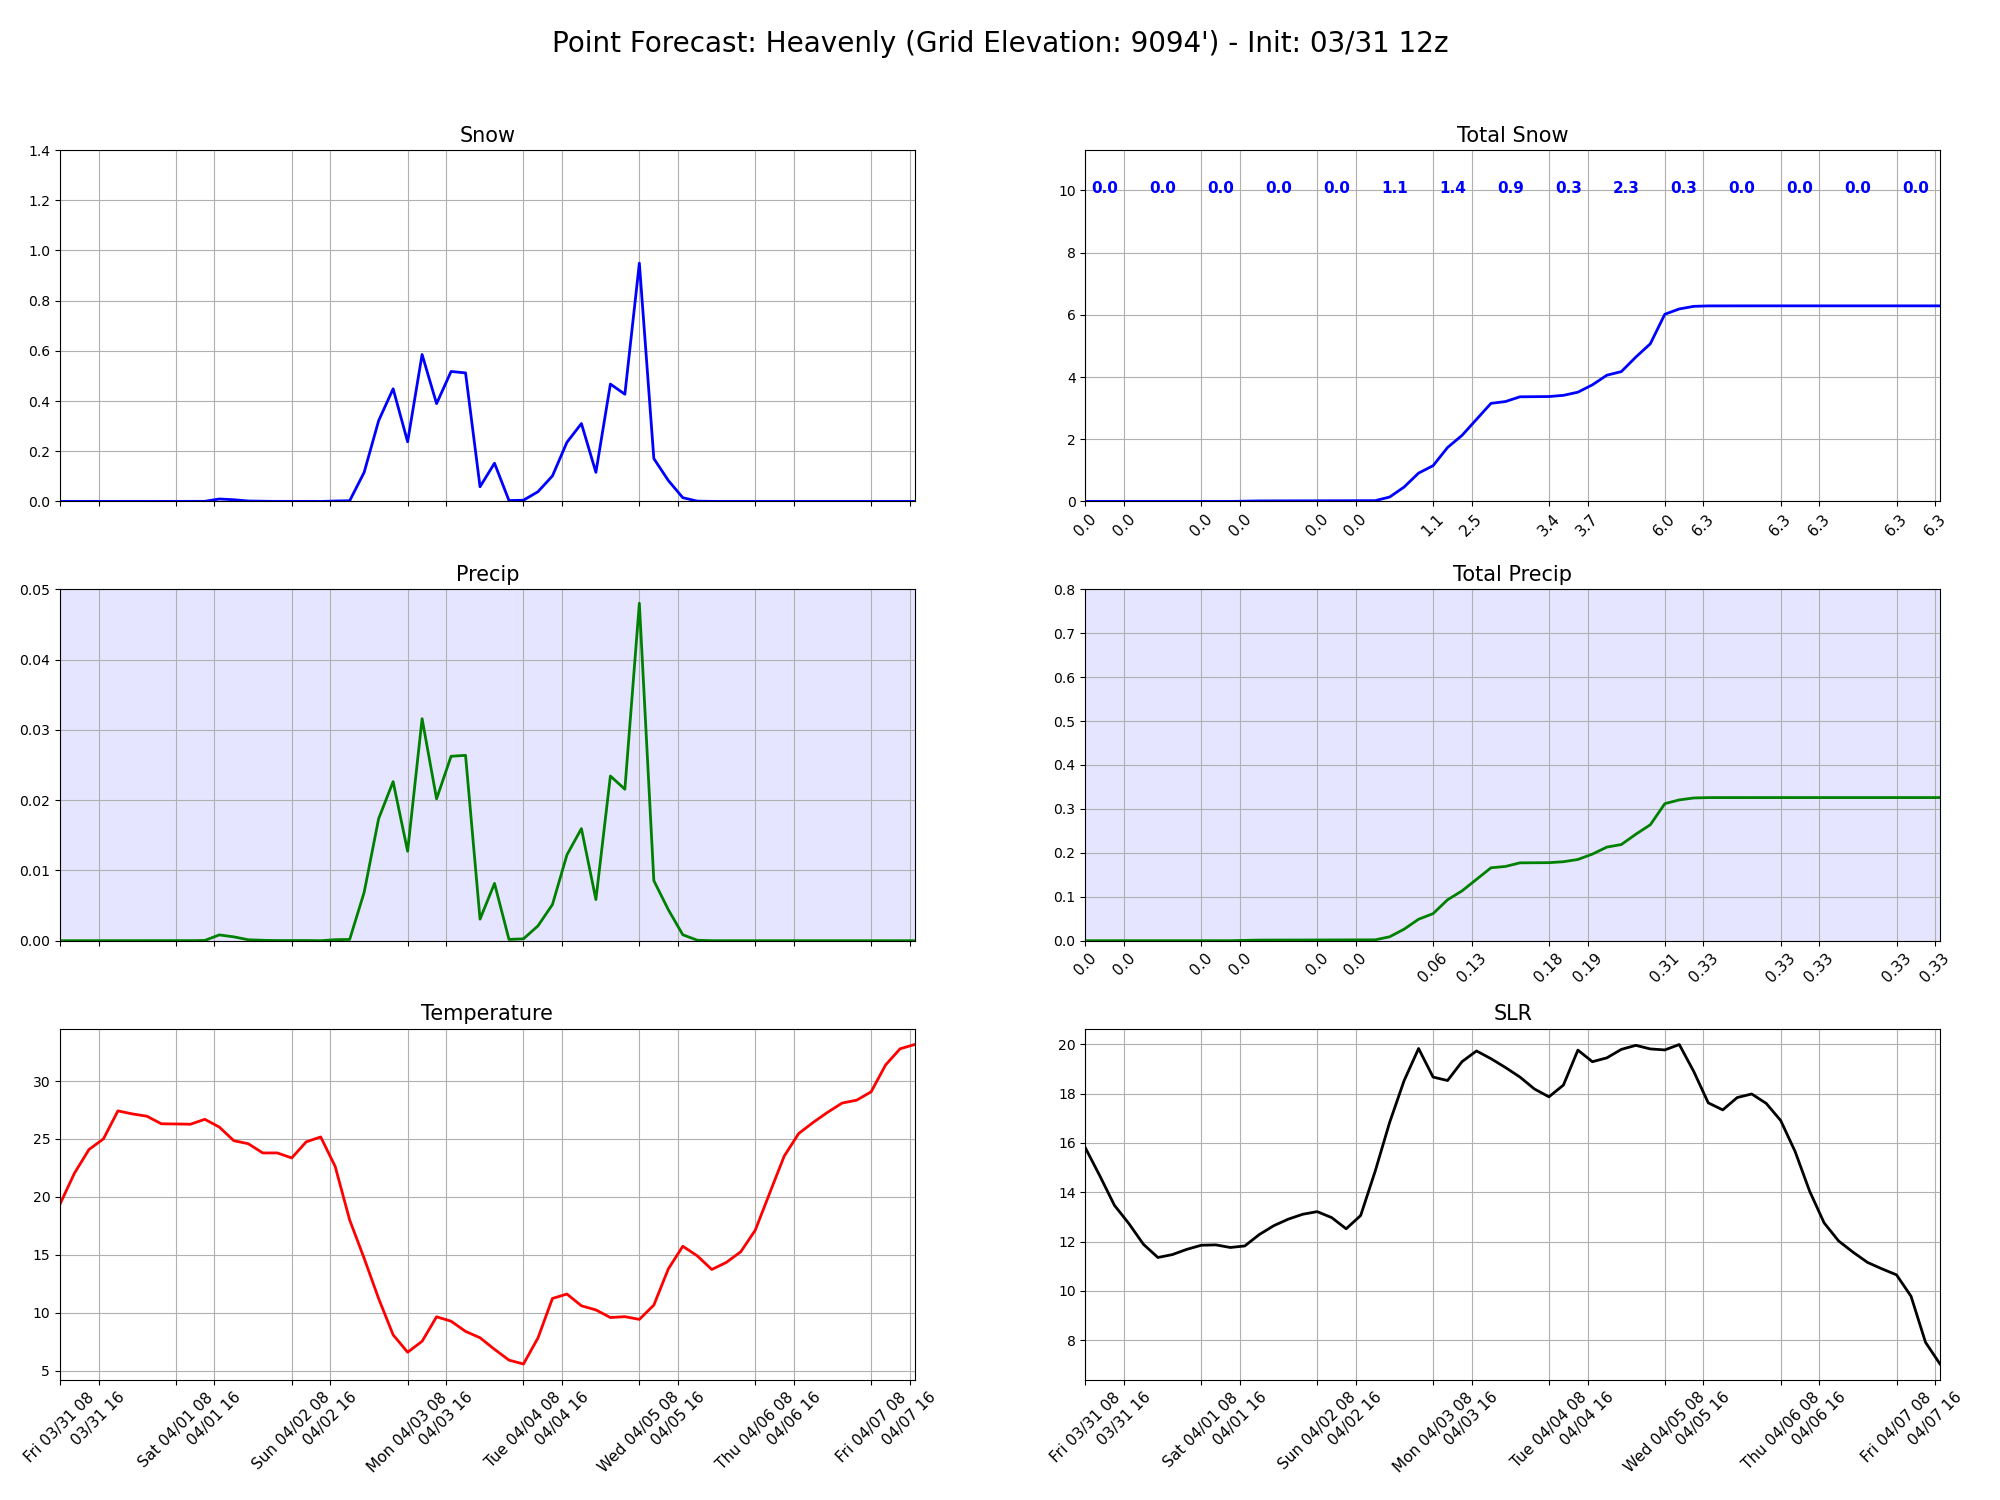 Point Forecast: Heavenly (Grid Elevation: 9094') - Init: 03/31 12z
Snow
1.4
1.2
1.0
0.8
0.6
0.4
0.2
0.0
Total Snow
10
8
6
4
2
0
0.0 0.0 0.0 0.0 0.0 1.1 1.4 0.9 0.3 2.3 0.3 0.0 0.0 0.0 0.0
0.0 0.0 0.0 0.0 0.0 0.0 1.1 2.5 3.4 3.7 6.0 6.3 6.3 6.3 6.3 6.3
Precip
0.05
0.04
0.03
0.02
0.01
0.00
Total Precip
0.8
0.7
0.6
0.5
0.4
0.3
0.2
0.1
0.0
0.0 0.0 0.0 0.0 0.0 0.0 0.06 0.13 0.18 0.19 0.31 0.33 0.33 0.33 0.33 0.33
Temperature
30
25
20
15
10
5
Fri 03/31 08
03/31 16
Sat 04/01 08
04/01 16
Sun 04/02 08
04/02 16
Mon 04/03 08
04/03 16
Tue 04/04 08
04/04 16
Wed 04/05 08
04/05 16
Thu 04/06 08
04/06 16
Fri 04/07 08
04/07 16
SLR
20
18
16
14
12
10
8
Fri 03/31 08
03/31 16
Sat 04/01 08
04/01 16
Sun 04/02 08
04/02 16
Mon 04/03 08
04/03 16
Tue 04/04 08
04/04 16
Wed 04/05 08
04/05 16
Thu 04/06 08
04/06 16
Fri 04/07 08
04/07 16